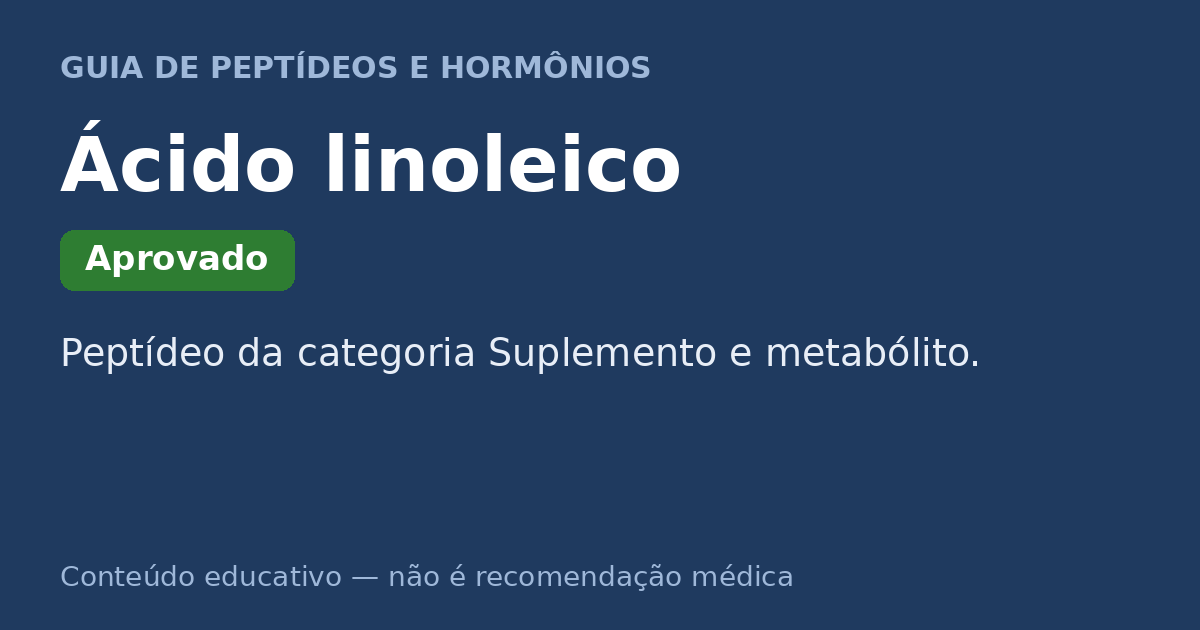 GUIA DE PEPTÍDEOS E HORMÔNIOS
Ácido linoleico
Aprovado
Peptídeo da categoria Suplemento e metabólito.
Conteúdo educativo — não é recomendação médica